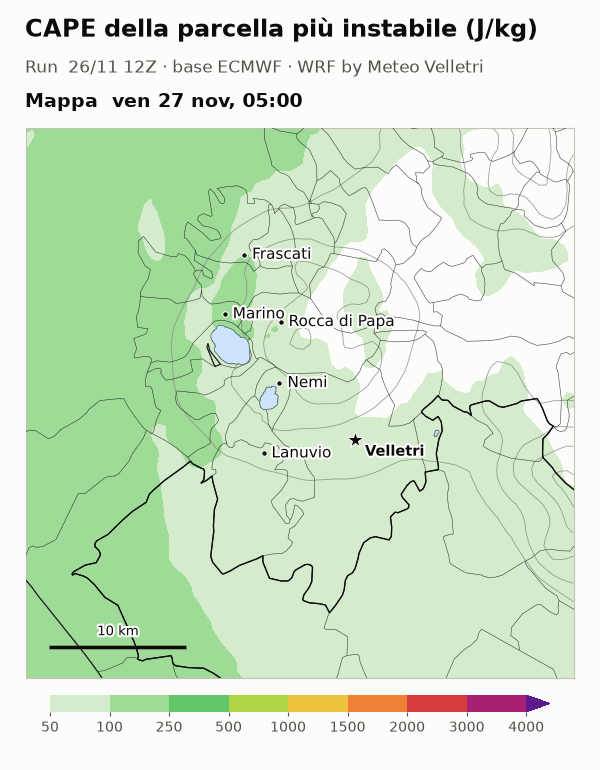 CAPE della parcella più instabile (J/kg)
Run  26/11 12Z · base ECMWF · WRF by Meteo Velletri
Mappa  ven 27 nov, 05:00
Frascati
Marino
Rocca di Papa
Nemi
Velletri
Lanuvio
10 km
50 100 250 500 1000 1500 2000 3000 4000